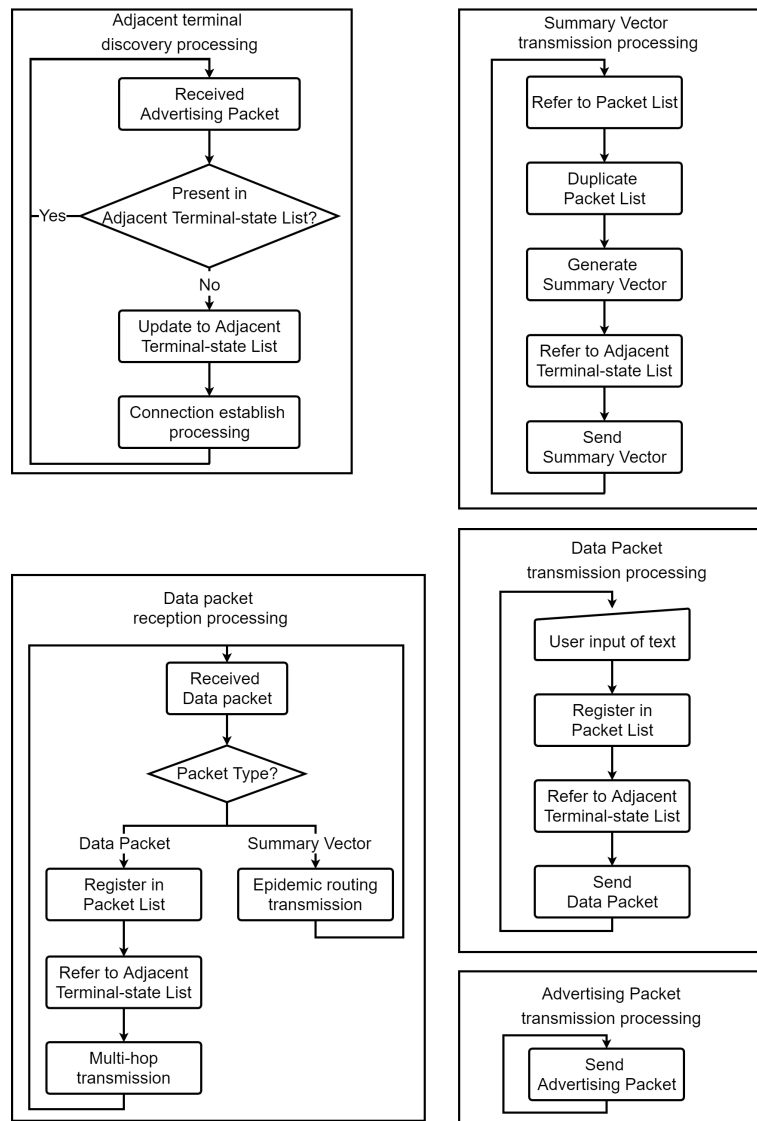 Adjacent terminal
discovery processing
Received
Advertising Packet
Present in
Adjacent Terminal-state List?
Yes
No
Update to Adjacent
Terminal-state List
Connection establish
processing
Summary Vector
transmission processing
Refer to Packet List
Duplicate
Packet List
Generate
Summary Vector
Refer to Adjacent
Terminal-state List
Send
Summary Vector
Data packet
reception processing
Received
Data packet
Packet Type?
Data Packet
Summary Vector
Register in
Packet List
Epidemic routing
transmission
Refer to Adjacent
Terminal-state List
Multi-hop
transmission
Data Packet
transmission processing
User input of text
Register in
Packet List
Refer to Adjacent
Terminal-state List
Send
Data Packet
Advertising Packet
transmission processing
Send
Advertising Packet